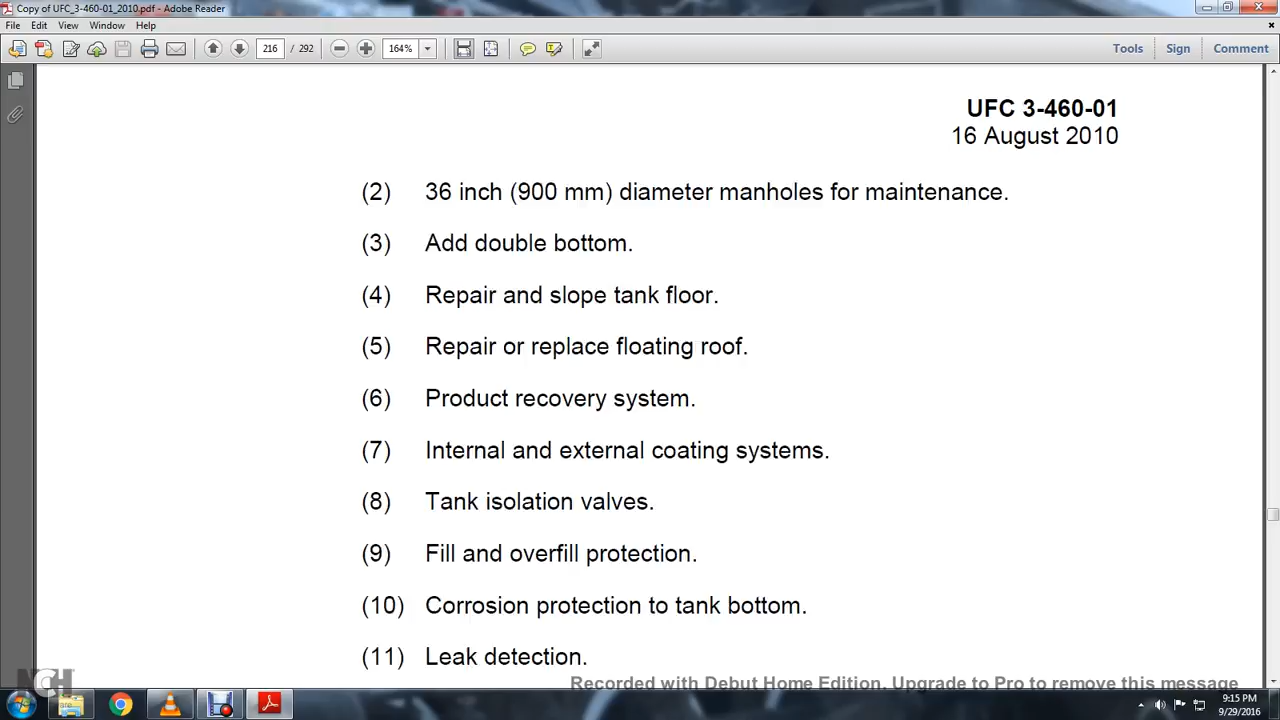 Copy of UFC_3-460-01_2010.pdf - Adobe Reader
File Edit View Window Help
216 / 292 164% Tools Sign Comment
UFC 3-460-01
16 August 2010
(2) 36 inch (900 mm) diameter manholes for maintenance.
(3) Add double bottom.
(4) Repair and slope tank floor.
(5) Repair or replace floating roof.
(6) Product recovery system.
(7) Internal and external coating systems.
(8) Tank isolation valves.
(9) Fill and overfill protection.
(10) Corrosion protection to tank bottom.
(11) Leak detection.
NCH
Recorded with Debut Home Edition. Upgrade to Pro to remove this message
9:15 PM
9/29/2016